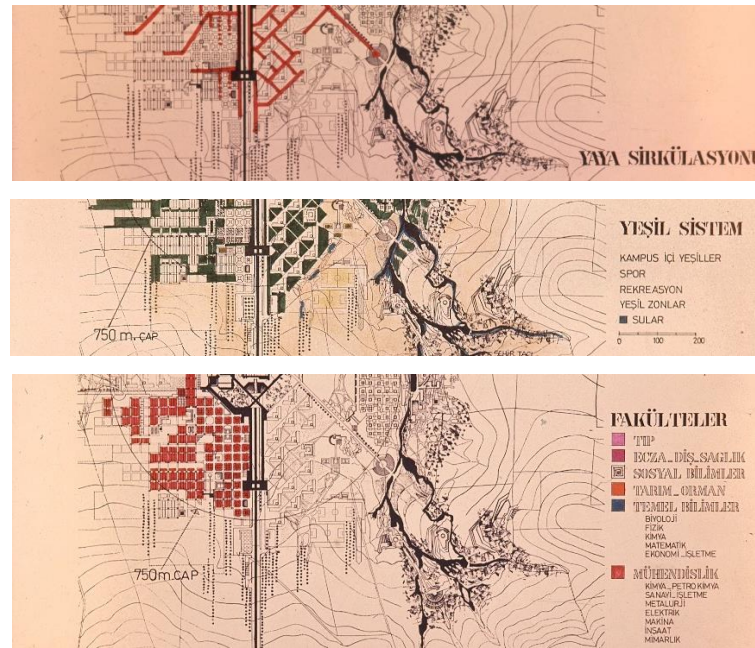 YAYA SİRKÜLASYONU
YEŞİL SİSTEM
KAMPUS İÇİ YEŞİLLER
SPOR
REKREASYON
YEŞİL ZONLAR
SULAR
0 100 200
750 m. ÇAP
ŞEHİR
FAKÜLTELER
TIP
ECZA_DİŞ_SAGLIK
SOSYAL BİLİMLER
TARIM_ORMAN
TEMEL BİLİMLER
BİYOLOJİ
FİZİK
KİMYA
MATEMATİK
EKONOMİ_İŞLETME
MÜHENDİSLİK
KİMYA_PETRO KİMYA
SANAYİ_İŞLETME
METALURJİ
ELEKTRİK
MAKİNA
İNŞAAT
MİMARLIK
750m.ÇAP